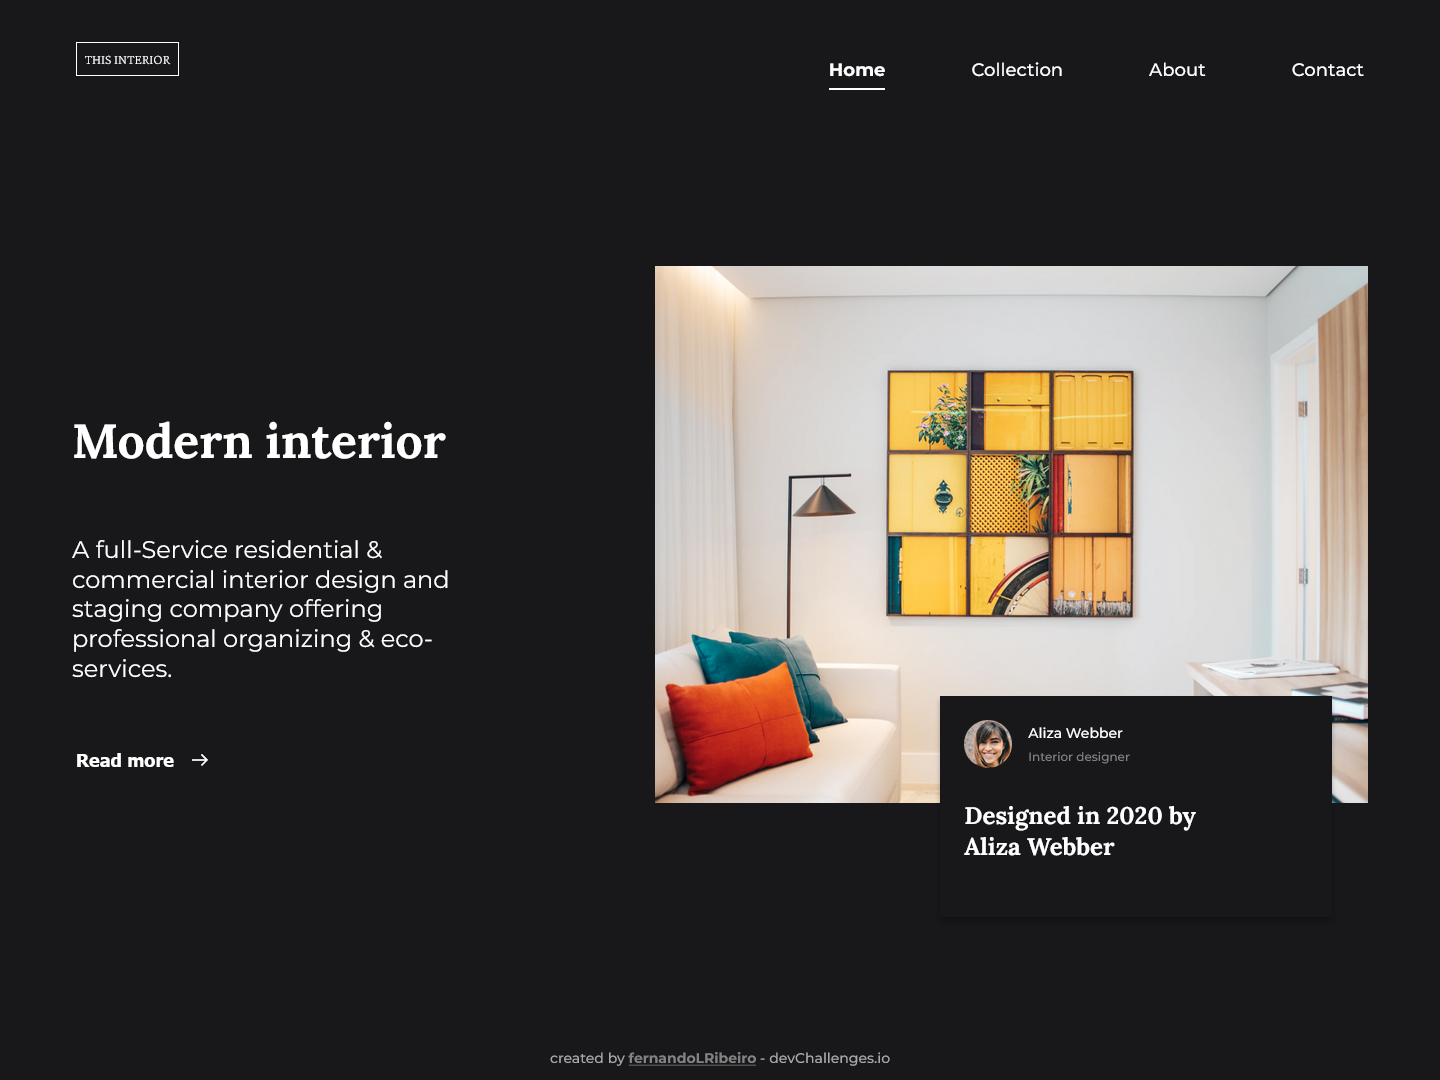 THIS INTERIOR
Home Collection About Contact
Modern interior
A full-Service residential &
commercial interior design and
staging company offering
professional organizing & eco-
services.
Read more →
Aliza Webber
Interior designer
Designed in 2020 by
Aliza Webber
created by fernandoLRibeiro - devChallenges.io